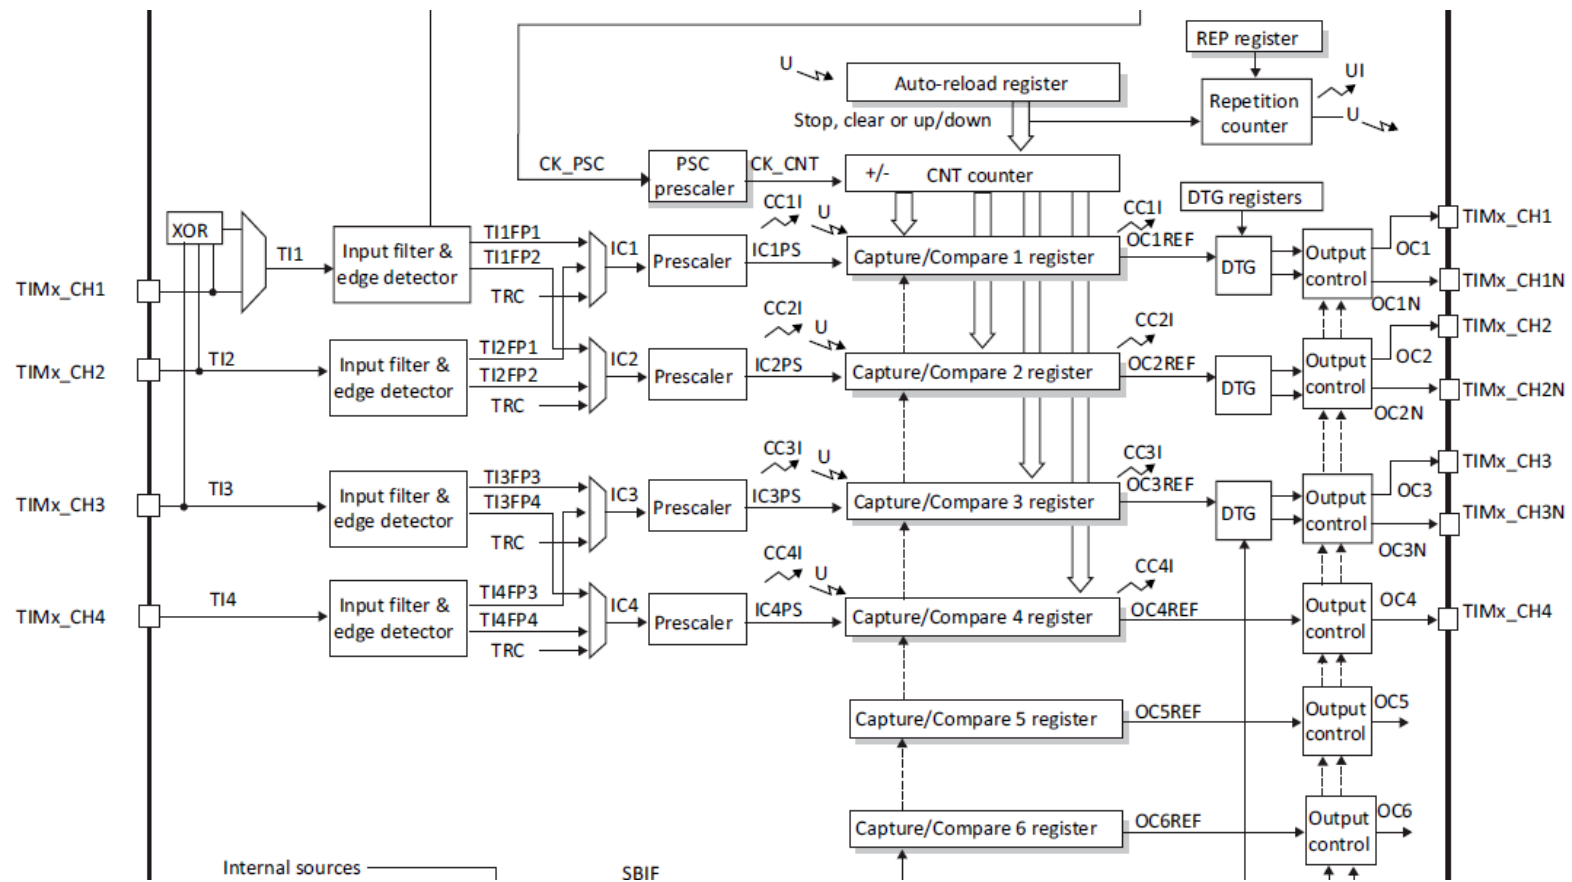 REP register
U
Auto-reload register
UI
Repetition
counter
U
Stop, clear or up/down
CK_PSC
PSC
prescaler
CK_CNT
+/-
CNT counter
DTG registers
XOR
TI1
Input filter &
edge detector
TI1FP1
TI1FP2
TRC
IC1
Prescaler
CC1I
U
IC1PS
Capture/Compare 1 register
CC1I
OC1REF
DTG
Output
control
OC1
OC1N
TIMx_CH1
TIMx_CH1N
TIMx_CH1
TIMx_CH2
TI2
Input filter &
edge detector
TI2FP1
TI2FP2
TRC
IC2
Prescaler
CC2I
U
IC2PS
Capture/Compare 2 register
CC2I
OC2REF
DTG
Output
control
OC2
OC2N
TIMx_CH2
TIMx_CH2N
TIMx_CH3
TI3
Input filter &
edge detector
TI3FP3
TI3FP4
TRC
IC3
Prescaler
CC3I
U
IC3PS
Capture/Compare 3 register
CC3I
OC3REF
DTG
Output
control
OC3
OC3N
TIMx_CH3
TIMx_CH3N
TIMx_CH4
TI4
Input filter &
edge detector
TI4FP3
TI4FP4
TRC
IC4
Prescaler
CC4I
U
IC4PS
Capture/Compare 4 register
CC4I
OC4REF
Output
control
OC4
TIMx_CH4
Capture/Compare 5 register
OC5REF
Output
control
OC5
Capture/Compare 6 register
OC6REF
Output
control
OC6
Internal sources
SBIF